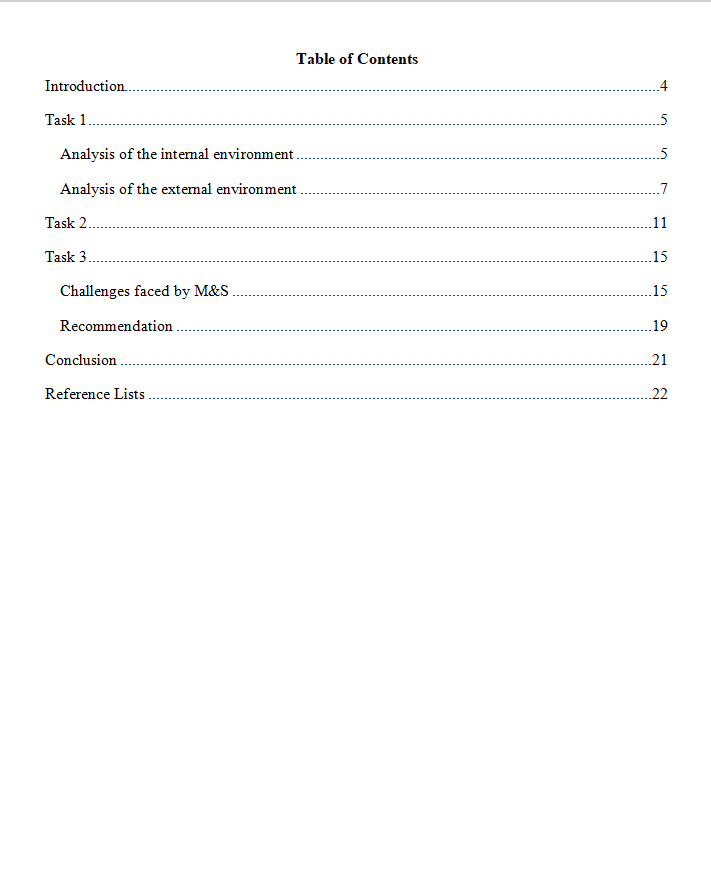 Table of Contents
Introduction....................4
Task 1....................5
Analysis of the internal environment....................5
Analysis of the external environment....................7
Task 2....................11
Task 3....................15
Challenges faced by M&S....................15
Recommendation....................19
Conclusion....................21
Reference Lists....................22